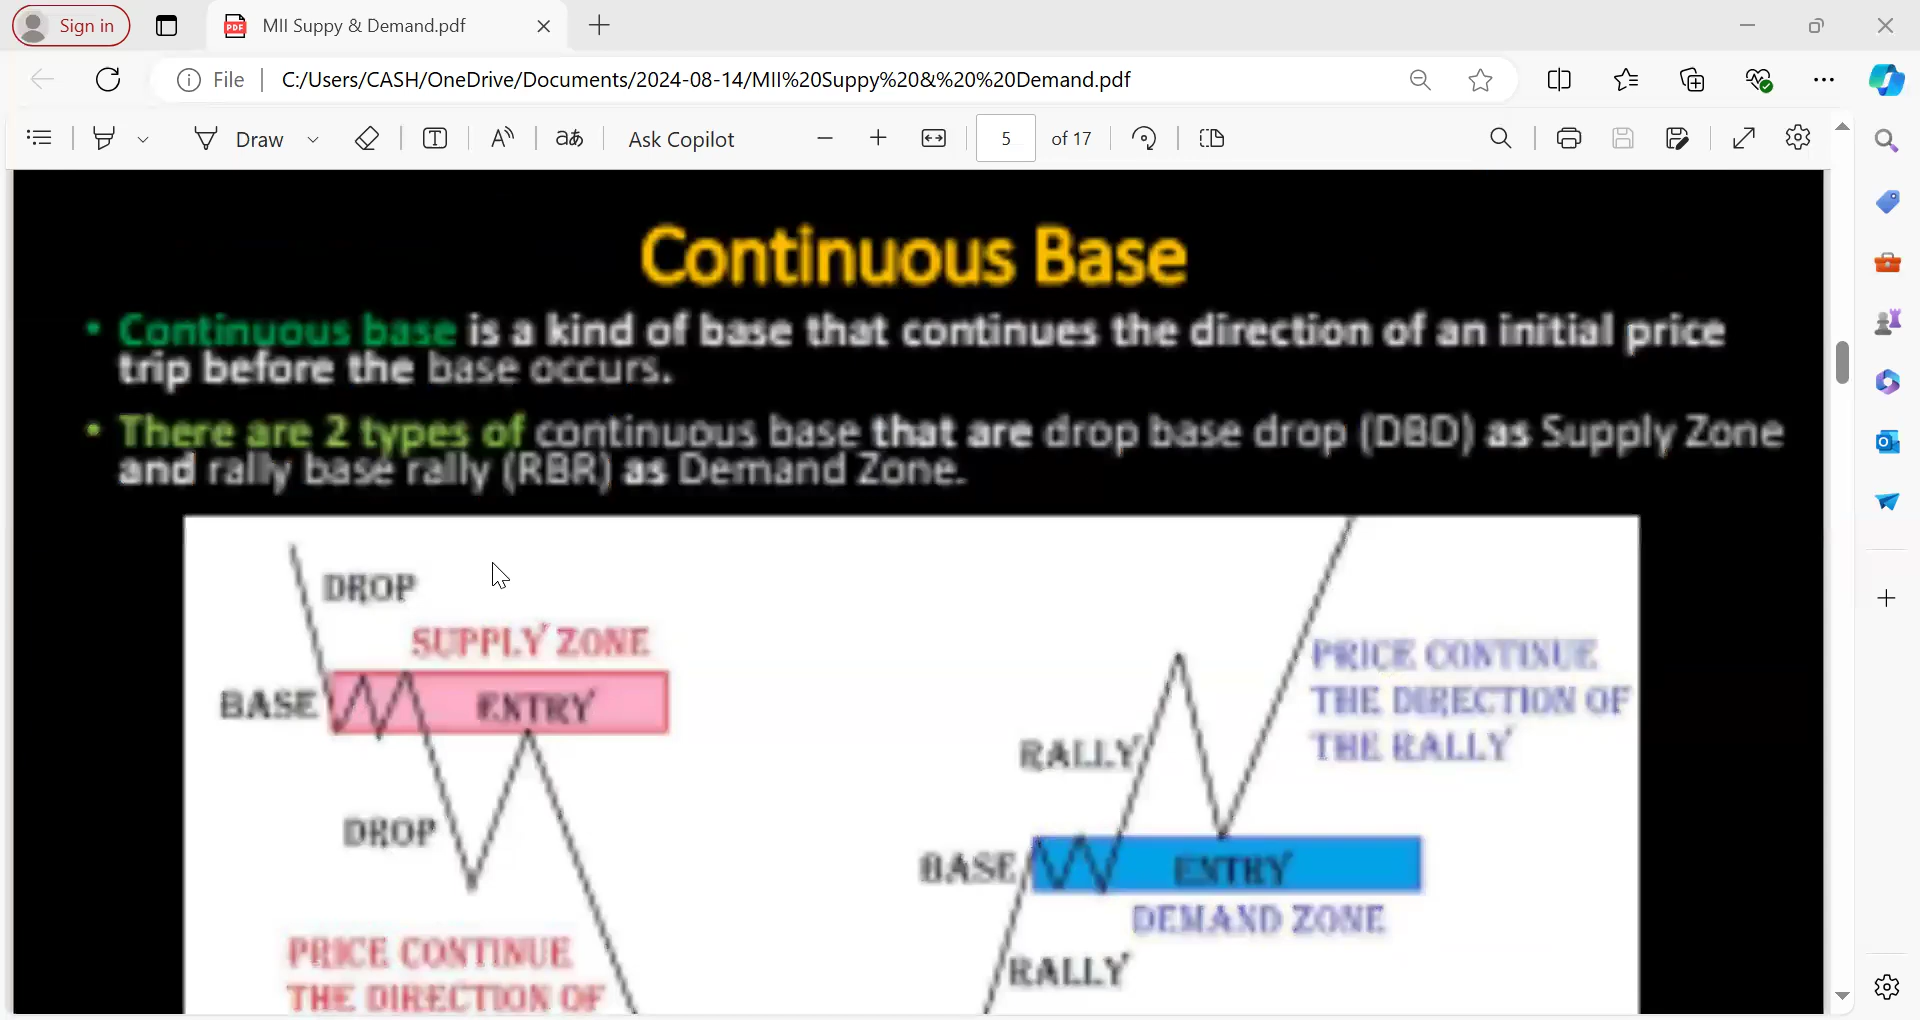 Sign in
MII Suppy & Demand.pdf
File
C:/Users/CASH/OneDrive/Documents/2024-08-14/MII%20Suppy%20&%20%20Demand.pdf
Draw
aあ
Ask Copilot
5 of 17
Continuous Base
• Continuous base is a kind of base that continues the direction of an initial price
trip before the base occurs.
• There are 2 types of continuous base that are drop base drop (DBD) as Supply Zone
and rally base rally (RBR) as Demand Zone.
DROP
SUPPLY ZONE
BASE
ENTRY
DROP
PRICE CONTINUE
THE DIRECTION OF
PRICE CONTINUE
THE DIRECTION OF
THE RALLY
RALLY
BASE
ENTRY
DEMAND ZONE
RALLY